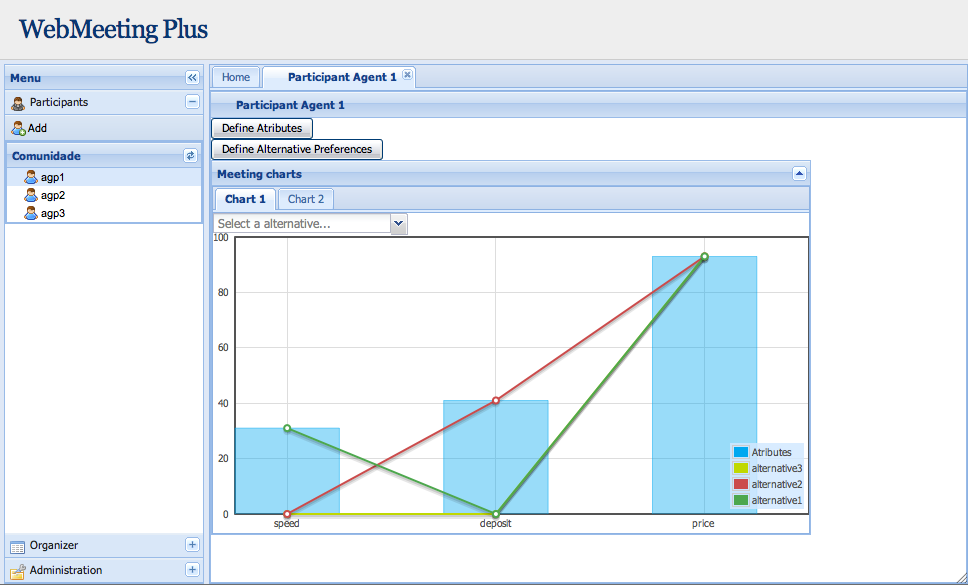 WebMeeting Plus
Menu
Participants
Add
Comunidade
agp1
agp2
agp3
Organizer
Administration
Home
Participant Agent 1
Participant Agent 1
Define Atributes
Define Alternative Preferences
Meeting charts
Chart 1
Chart 2
Select a alternative...
100
80
60
40
20
0
speed
deposit
price
Atributes
alternative3
alternative2
alternative1